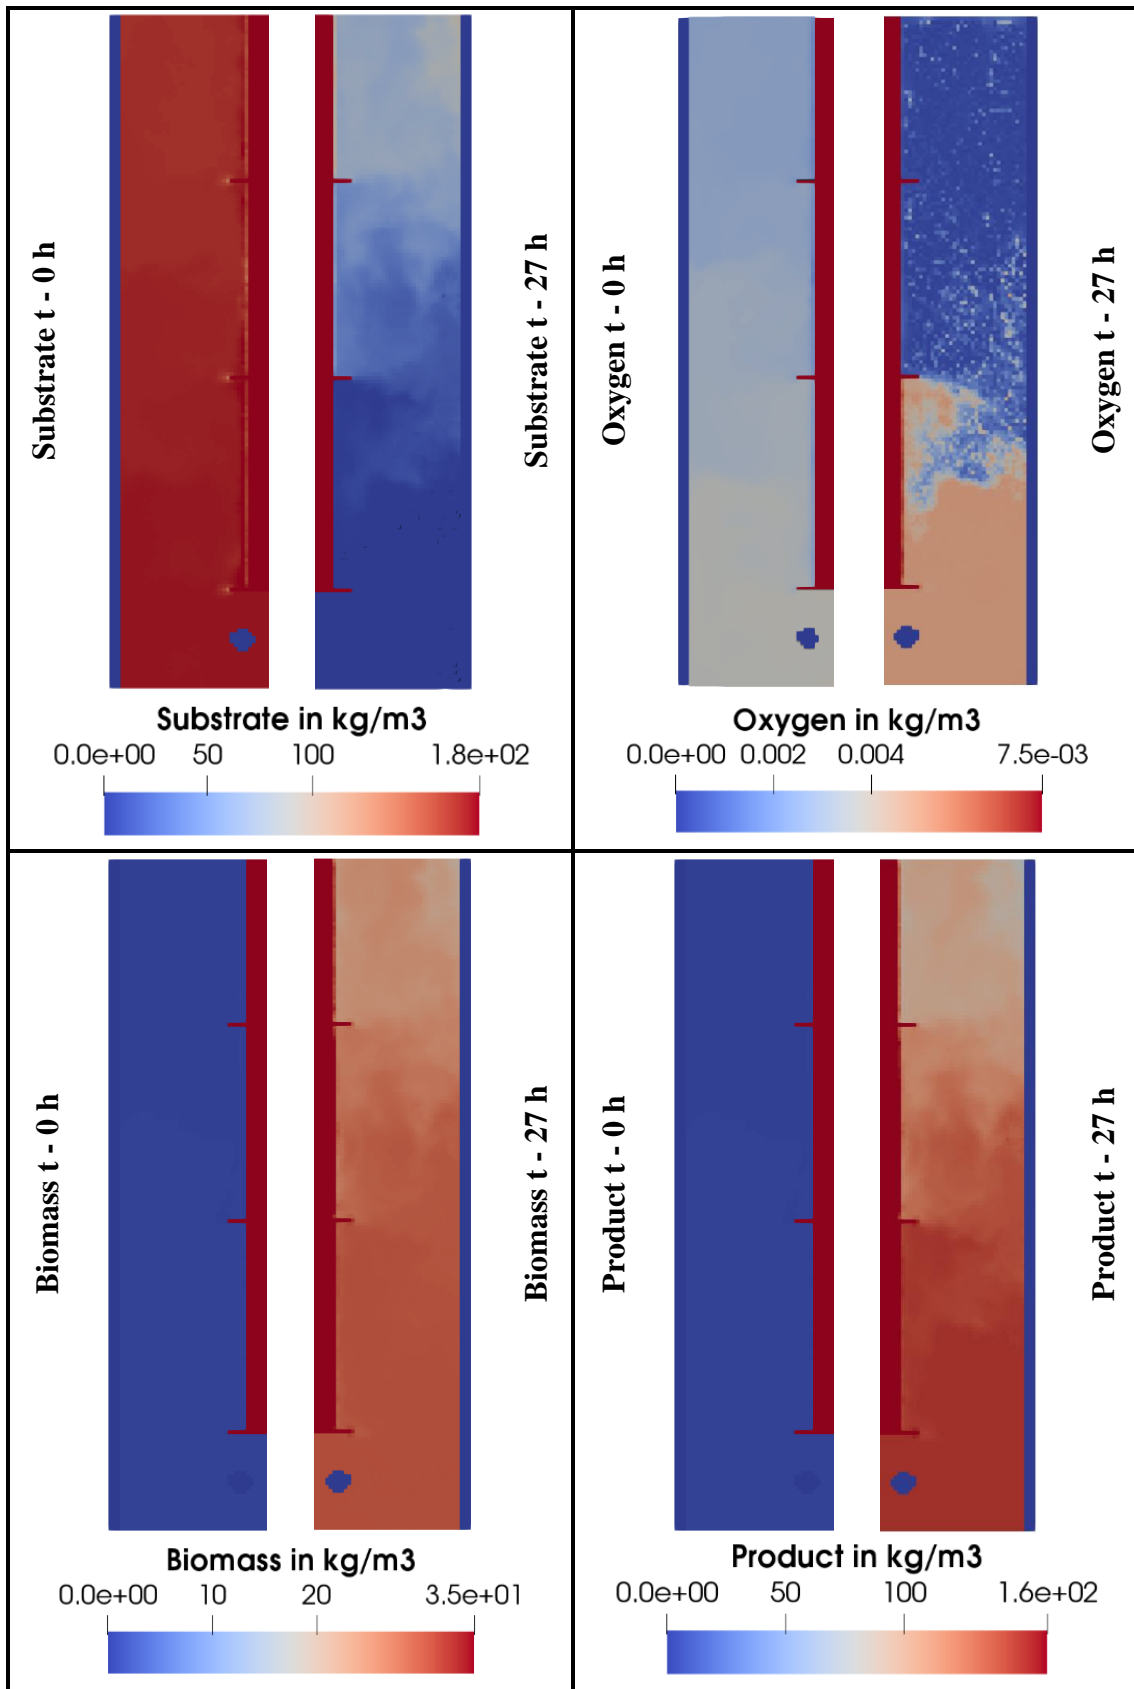 Substrate t - 0 h
Substrate t - 27 h
Substrate in kg/m3
0.0e+00 50 100 1.8e+02
Oxygen t - 0 h
Oxygen t - 27 h
Oxygen in kg/m3
0.0e+00 0.002 0.004 7.5e-03
Biomass t - 0 h
Biomass t - 27 h
Biomass in kg/m3
0.0e+00 10 20 3.5e+01
Product t - 0 h
Product t - 27 h
Product in kg/m3
0.0e+00 50 100 1.6e+02